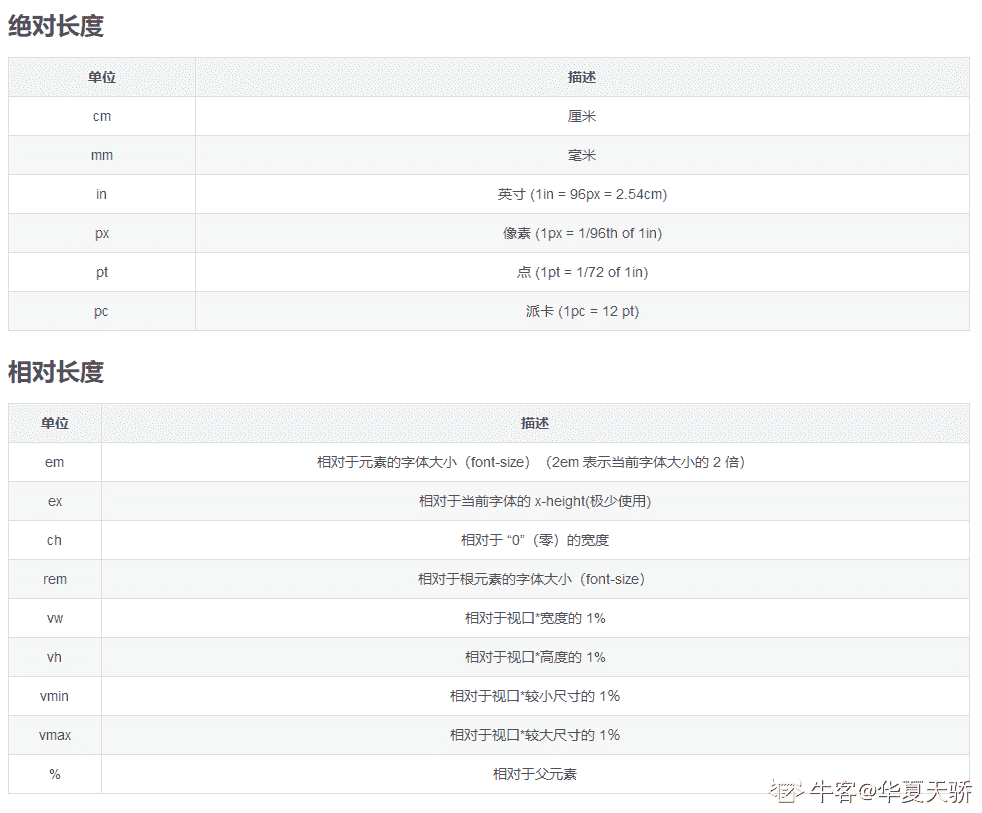 绝对长度
单位 描述
cm 厘米
mm 毫米
in 英寸 (1in = 96px = 2.54cm)
px 像素 (1px = 1/96th of 1in)
pt 点 (1pt = 1/72 of 1in)
pc 派卡 (1pc = 12 pt)
相对长度
单位 描述
em 相对于元素的字体大小（font-size）（2em 表示当前字体大小的 2 倍）
ex 相对于当前字体的 x-height(极少使用)
ch 相对于 “0”（零）的宽度
rem 相对于根元素的字体大小（font-size）
vw 相对于视口*宽度的 1%
vh 相对于视口*高度的 1%
vmin 相对于视口*较小尺寸的 1％
vmax 相对于视口*较大尺寸的 1％
% 相对于父元素
牛客@华夏天骄